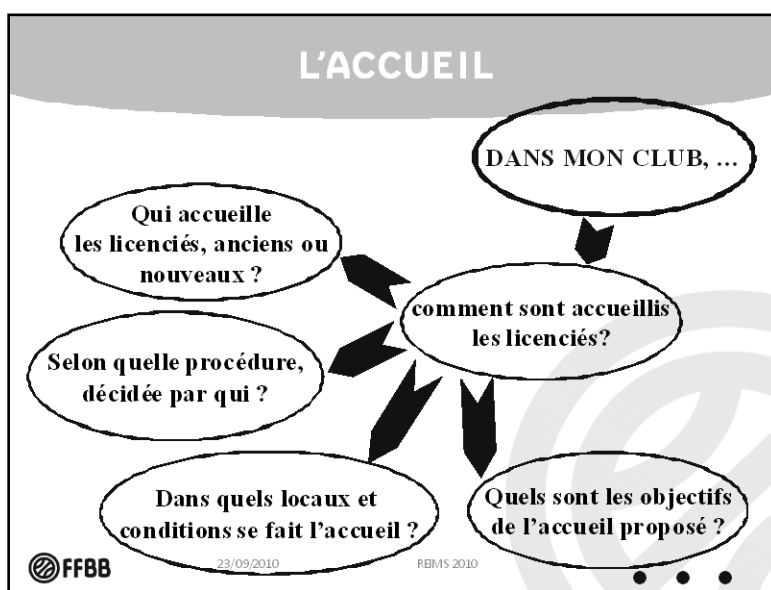 L'ACCUEIL
DANS MON CLUB, …
comment sont accueillis
les licenciés?
Qui accueille
les licenciés, anciens ou
nouveaux ?
Selon quelle procédure,
décidée par qui ?
Dans quels locaux et
conditions se fait l'accueil ?
Quels sont les objectifs
de l'accueil proposé ?
FFBB
23/09/2010
REIMS 2010